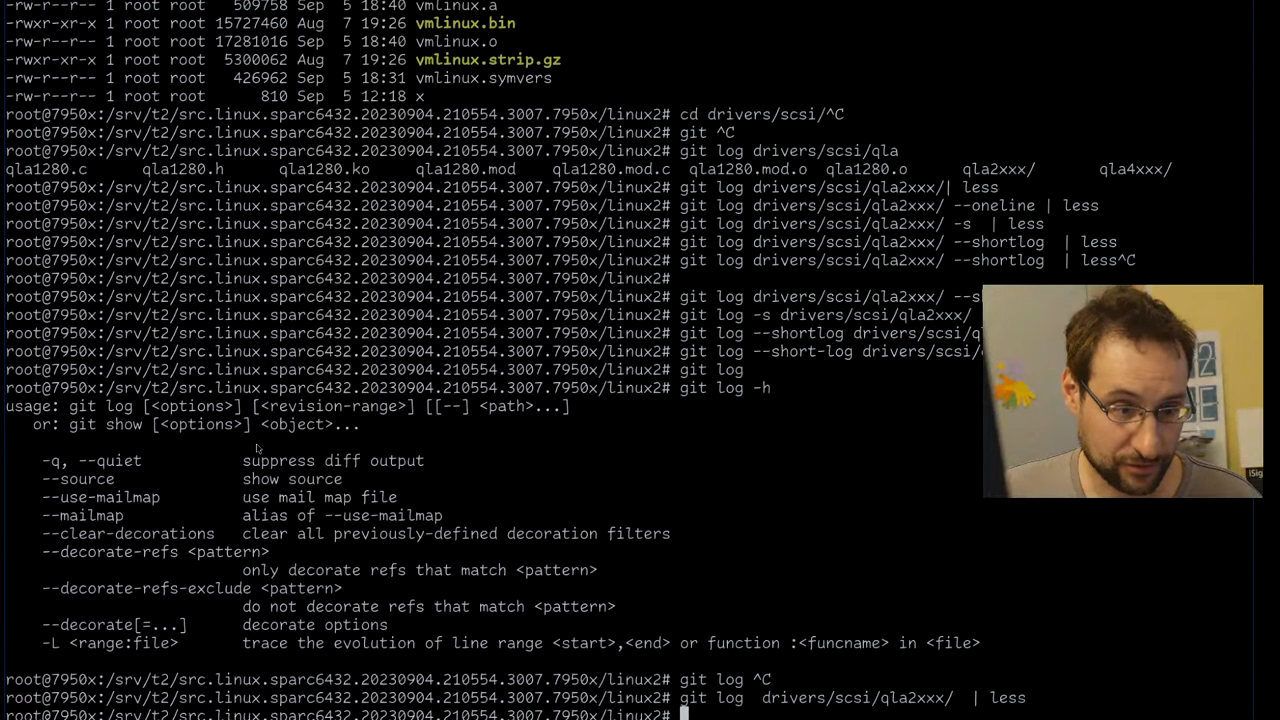 -rw-r--r-- 1 root root 509758 Sep 5 18:40 vmlinux.a
-rwxr-xr-x 1 root root 15727460 Aug 7 19:26 vmlinux.bin
-rw-r--r-- 1 root root 17281016 Sep 5 18:40 vmlinux.o
-rwxr-xr-x 1 root root 5300062 Aug 7 19:26 vmlinux.strip.gz
-rw-r--r-- 1 root root 426962 Sep 5 18:31 vmlinux.symvers
-rw-r--r-- 1 root root 810 Sep 5 12:18 x
root@7950x:/srv/t2/src.linux.sparc6432.20230904.210554.3007.7950x/linux2# cd drivers/scsi/^C
root@7950x:/srv/t2/src.linux.sparc6432.20230904.210554.3007.7950x/linux2# git ^C
root@7950x:/srv/t2/src.linux.sparc6432.20230904.210554.3007.7950x/linux2# git log drivers/scsi/qla
qla1280.c qla1280.h qla1280.ko qla1280.mod qla1280.mod.c qla1280.mod.o qla1280.o qla2xxx/ qla4xxx/
root@7950x:/srv/t2/src.linux.sparc6432.20230904.210554.3007.7950x/linux2# git log drivers/scsi/qla2xxx/| less
root@7950x:/srv/t2/src.linux.sparc6432.20230904.210554.3007.7950x/linux2# git log drivers/scsi/qla2xxx/ --oneline | less
root@7950x:/srv/t2/src.linux.sparc6432.20230904.210554.3007.7950x/linux2# git log drivers/scsi/qla2xxx/ -s | less
root@7950x:/srv/t2/src.linux.sparc6432.20230904.210554.3007.7950x/linux2# git log drivers/scsi/qla2xxx/ --shortlog | less
root@7950x:/srv/t2/src.linux.sparc6432.20230904.210554.3007.7950x/linux2# git log drivers/scsi/qla2xxx/ --shortlog | less^C
root@7950x:/srv/t2/src.linux.sparc6432.20230904.210554.3007.7950x/linux2#
root@7950x:/srv/t2/src.linux.sparc6432.20230904.210554.3007.7950x/linux2# git log drivers/scsi/qla2xxx/ --s
root@7950x:/srv/t2/src.linux.sparc6432.20230904.210554.3007.7950x/linux2# git log -s drivers/scsi/qla2xxx/
root@7950x:/srv/t2/src.linux.sparc6432.20230904.210554.3007.7950x/linux2# git log --shortlog drivers/scsi/q
root@7950x:/srv/t2/src.linux.sparc6432.20230904.210554.3007.7950x/linux2# git log --short-log drivers/scsi/
root@7950x:/srv/t2/src.linux.sparc6432.20230904.210554.3007.7950x/linux2# git log
root@7950x:/srv/t2/src.linux.sparc6432.20230904.210554.3007.7950x/linux2# git log -h
usage: git log [<options>] [<revision-range>] [[--] <path>...]
or: git show [<options>] <object>...
-q, --quiet suppress diff output
--source show source
--use-mailmap use mail map file
--mailmap alias of --use-mailmap
--clear-decorations clear all previously-defined decoration filters
--decorate-refs <pattern>
only decorate refs that match <pattern>
--decorate-refs-exclude <pattern>
do not decorate refs that match <pattern>
--decorate[=...] decorate options
-L <range:file> trace the evolution of line range <start>,<end> or function :<funcname> in <file>
root@7950x:/srv/t2/src.linux.sparc6432.20230904.210554.3007.7950x/linux2# git log ^C
root@7950x:/srv/t2/src.linux.sparc6432.20230904.210554.3007.7950x/linux2# git log drivers/scsi/qla2xxx/ | less
root@7950x:/srv/t2/src.linux.sparc6432.20230904.210554.3007.7950x/linux2#